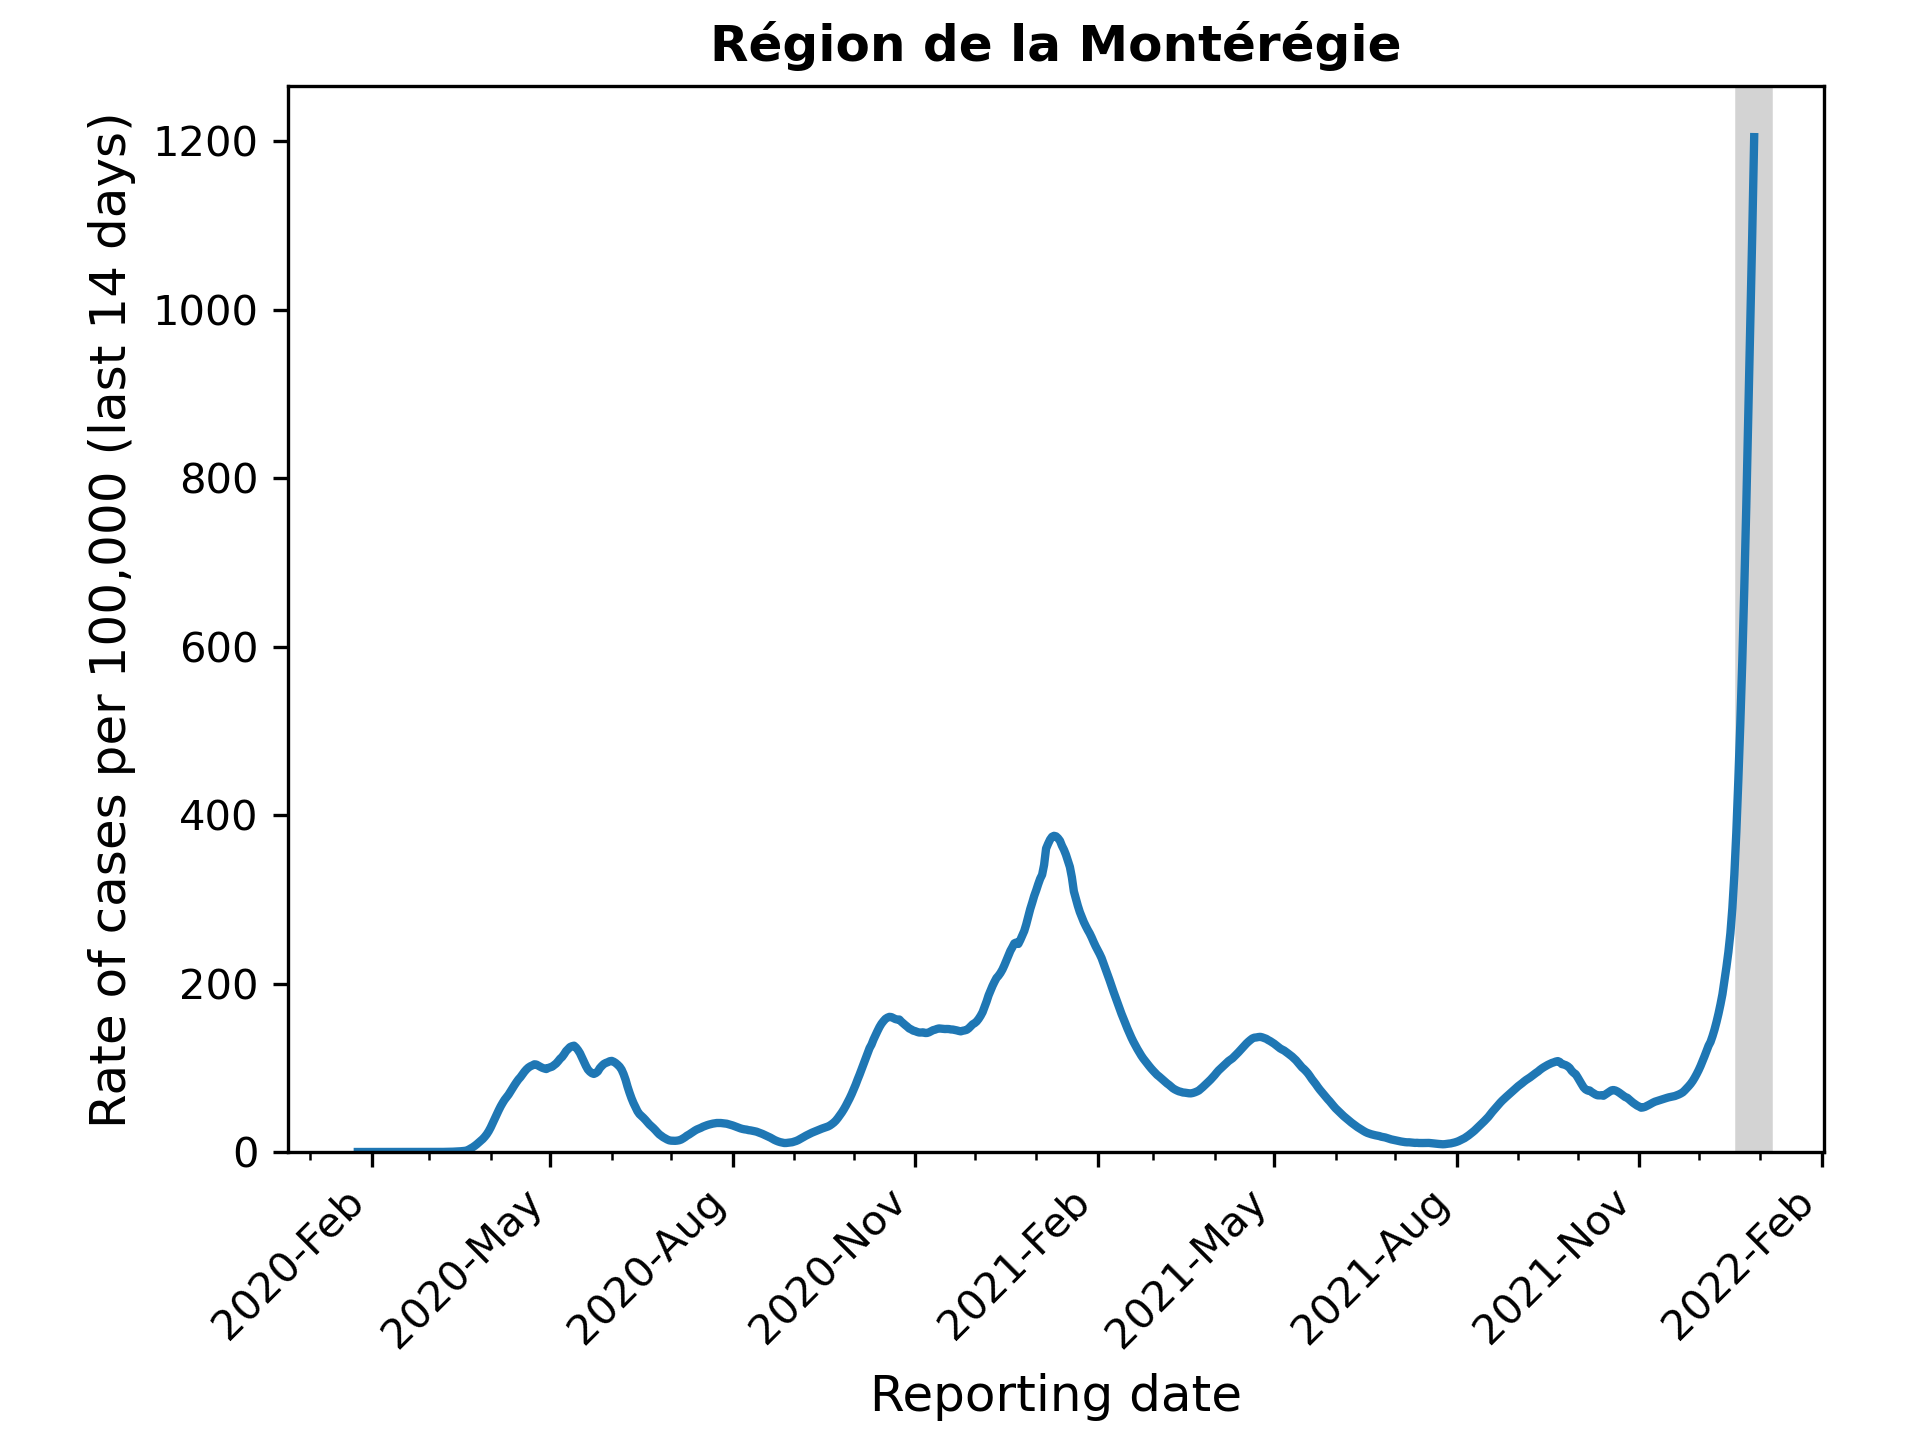 Région de la Montérégie
Rate of cases per 100,000 (last 14 days)
1200
1000
800
600
400
200
0
2020-Feb
2020-May
2020-Aug
2020-Nov
2021-Feb
2021-May
2021-Aug
2021-Nov
2022-Feb
Reporting date